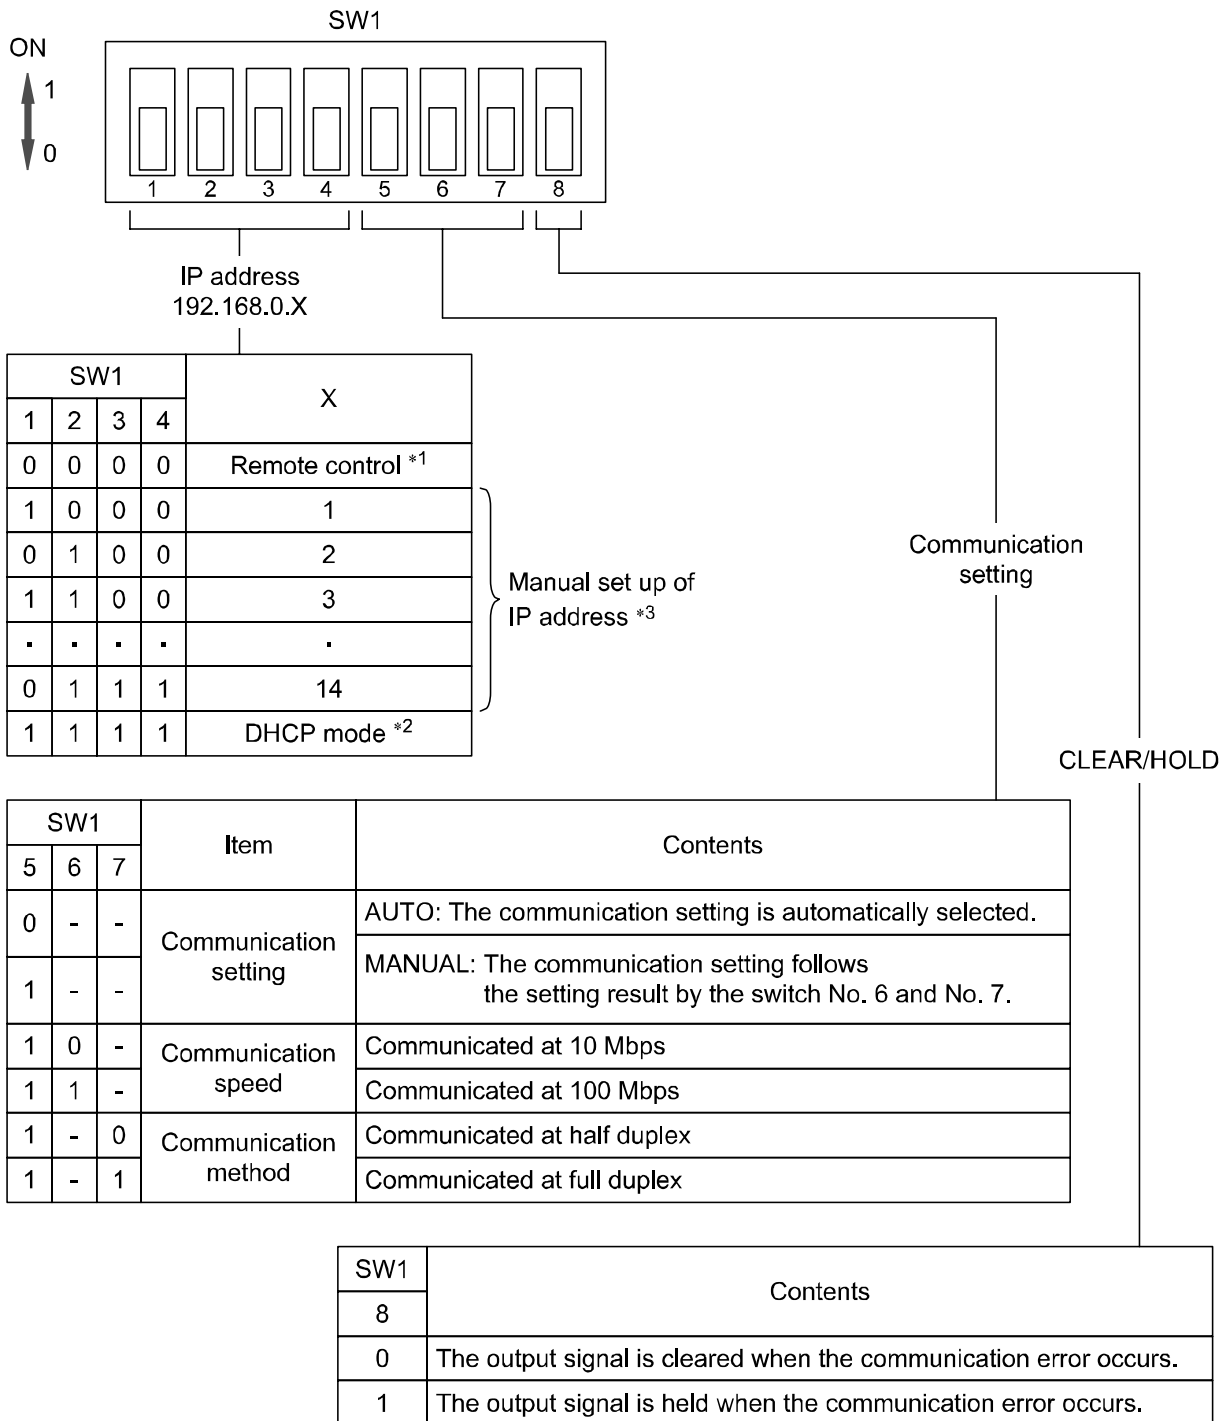 SW1
ON
1
0
1 2 3 4 5 6 7 8
IP address
192.168.0.X
SW1
X
1 2 3 4
0 0 0 0 Remote control *1
1 0 0 0 1
0 1 0 0 2
1 1 0 0 3
. . . . .
0 1 1 1 14
1 1 1 1 DHCP mode *2
Manual set up of
IP address *3
Communication
setting
CLEAR/HOLD
SW1 Item Contents
5 6 7
0 - - Communication
setting
AUTO: The communication setting is automatically selected.
1 - - MANUAL: The communication setting follows
the setting result by the switch No. 6 and No. 7.
1 0 - Communication
speed
Communicated at 10 Mbps
1 1 - Communicated at 100 Mbps
1 - 0 Communication
method
Communicated at half duplex
1 - 1 Communicated at full duplex
SW1 Contents
8
0 The output signal is cleared when the communication error occurs.
1 The output signal is held when the communication error occurs.